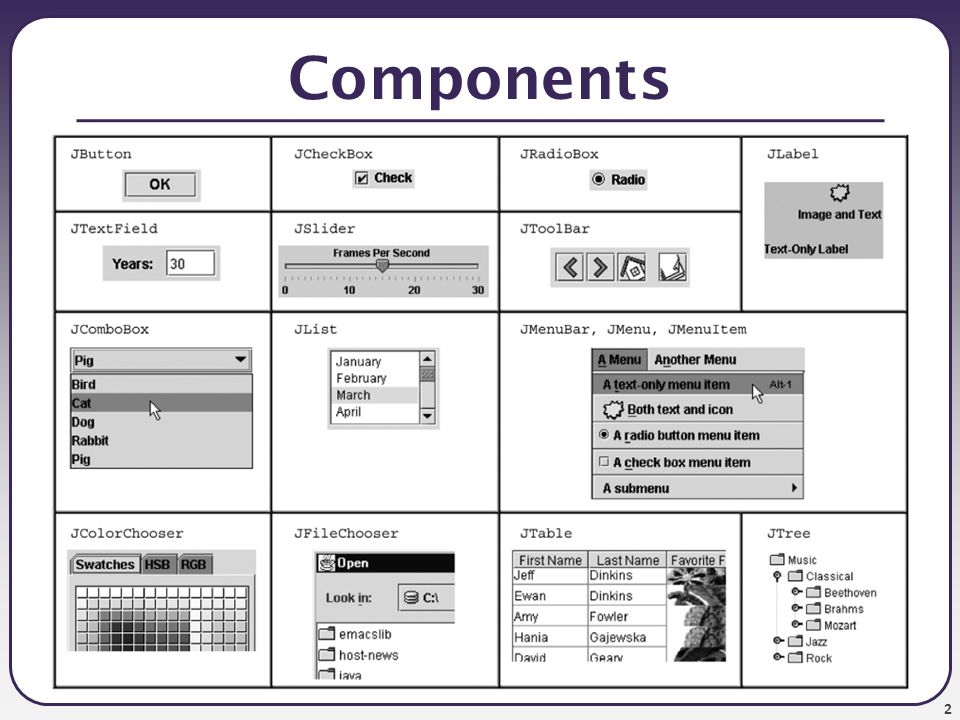 Components
JButton
OK
JCheckBox
Check
JRadioBox
Radio
JLabel
Image and Text
Text-Only Label
JTextField
Years: 30
JSlider
Frames Per Second
0 10 20 30
JToolBar
JComboBox
Pig
Bird
Cat
Dog
Rabbit
Pig
JList
January
February
March
April
JMenuBar, JMenu, JMenuItem
A Menu Another Menu
A text-only menu item Alt-1
Both text and icon
A radio button menu item
A check box menu item
A submenu
JColorChooser
Swatches HSB RGB
JFileChooser
Open
Look in: C:\
emacslib
host-news
java
JTable
First Name Last Name Favorite F
Jeff Dinkins
Ewan Dinkins
Amy Fowler
Hania Gajewska
David Geary
JTree
Music
Classical
Beethoven
Brahms
Mozart
Jazz
Rock
2